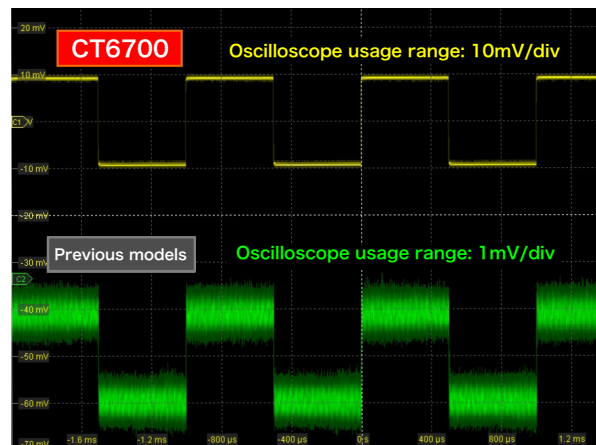 20 mV
CT6700
Oscilloscope usage range: 10mV/div
10 mV
C1
V
-10 mV
-20 mV
-30 mV
Previous models
Oscilloscope usage range: 1mV/div
C2
-40 mV
-50 mV
-60 mV
-70 mV
-1.6 ms
-1.2 ms
-800 µs
-400 µs
0 s
400 µs
800 µs
1.2 ms